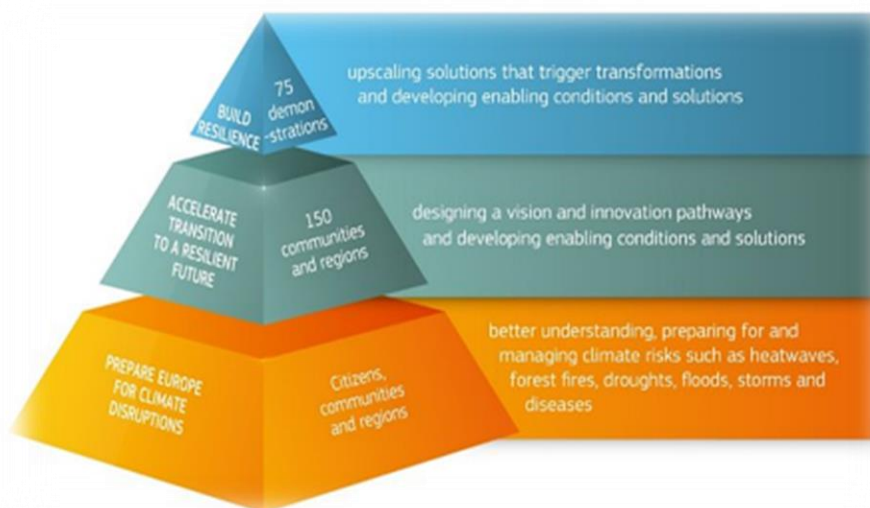 BUILD
RESILIENCE
75
demon
-strations
upscaling solutions that trigger transformations
and developing enabling conditions and solutions
ACCELERATE
TRANSITION
TO A RESILIENT
FUTURE
150
communities
and regions
designing a vision and innovation pathways
and developing enabling conditions and solutions
PREPARE EUROPE
FOR CLIMATE
DISRUPTIONS
Citizens,
communities
and regions
better understanding, preparing for and
managing climate risks such as heatwaves,
forest fires, droughts, floods, storms and
diseases